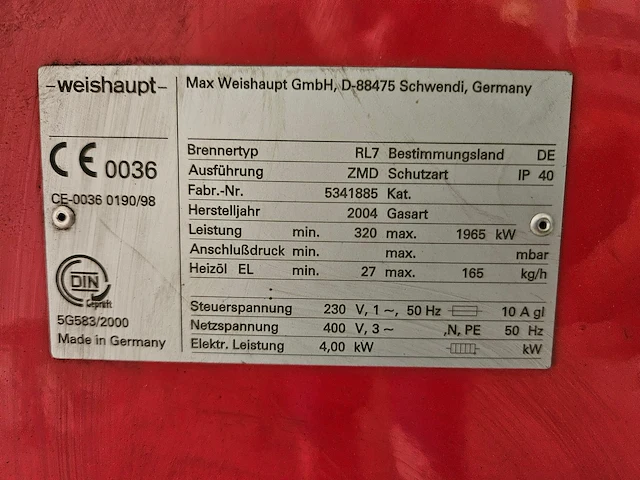 -weishaupt-
Max Weishaupt GmbH, D-88475 Schwendi, Germany
CE 0036
CE-0036 0190/98
DIN
Geprüft
5G583/2000
Made in Germany
Brennertyp RL7 Bestimmungsland DE
Ausführung ZMD Schutzart IP 40
Fabr.-Nr. 5341885 Kat.
Herstelljahr 2004 Gasart
Leistung min. 320 max. 1965 kW
Anschlußdruck min. max. mbar
Heizöl EL min. 27 max. 165 kg/h
Steuerspannung 230 V, 1 ~, 50 Hz 10 A gl
Netzspannung 400 V, 3 ~ ,N, PE 50 Hz
Elektr. Leistung 4,00 kW kW